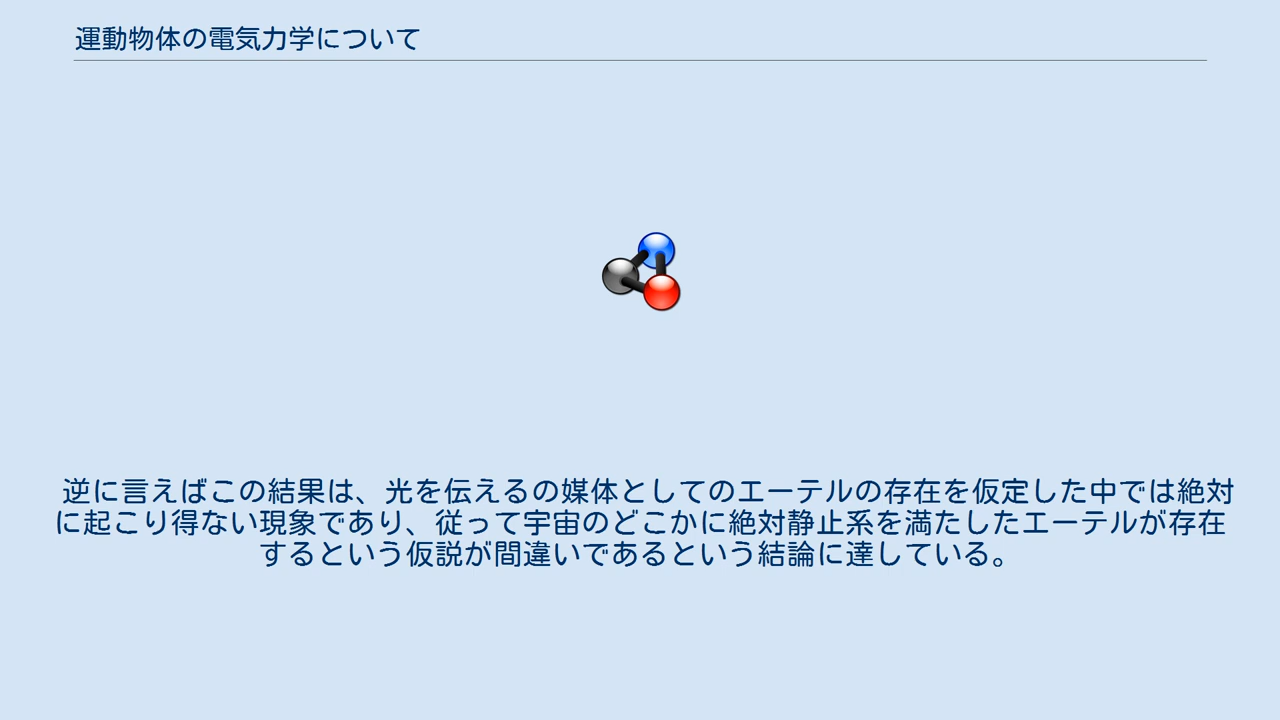 運動物体の電気力学について
逆に言えばこの結果は、光を伝えるの媒体としてのエーテルの存在を仮定した中では絶対
に起こり得ない現象であり、従って宇宙のどこかに絶対静止系を満たしたエーテルが存在
するという仮説が間違いであるという結論に達している。